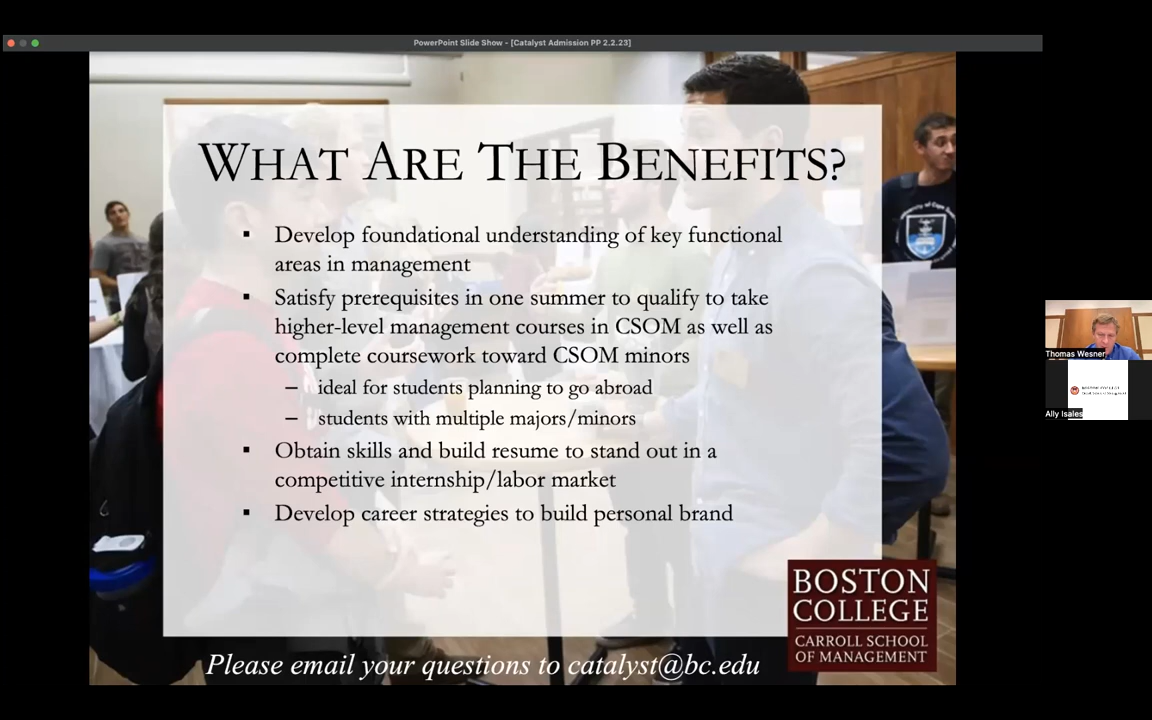 PowerPoint Slide Show - [Catalyst Admission PP 2.2.23]
WHAT ARE THE BENEFITS?
▪ Develop foundational understanding of key functional
areas in management
▪ Satisfy prerequisites in one summer to qualify to take
higher-level management courses in CSOM as well as
complete coursework toward CSOM minors
– ideal for students planning to go abroad
– students with multiple majors/minors
▪ Obtain skills and build resume to stand out in a
competitive internship/labor market
▪ Develop career strategies to build personal brand
BOSTON
COLLEGE
CARROLL SCHOOL
OF MANAGEMENT
Please email your questions to catalyst@bc.edu
Thomas Wesner
BOSTON COLLEGE
Ally Isales